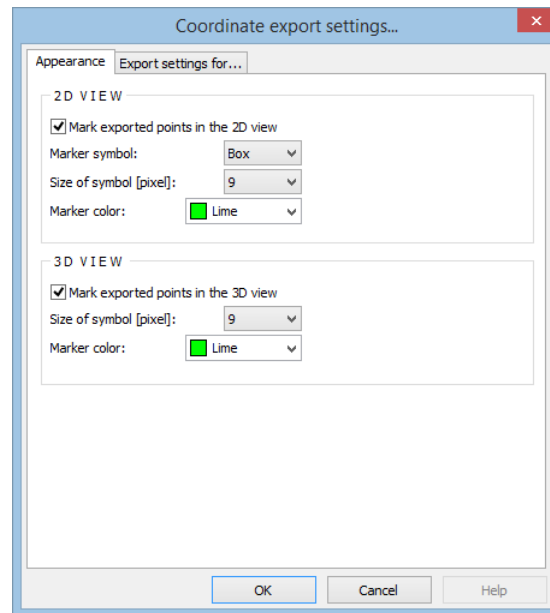 Coordinate export settings...
Appearance
Export settings for...
2D VIEW
Mark exported points in the 2D view
Marker symbol: Box
Size of symbol [pixel]: 9
Marker color: Lime
3D VIEW
Mark exported points in the 3D view
Size of symbol [pixel]: 9
Marker color: Lime
OK Cancel Help